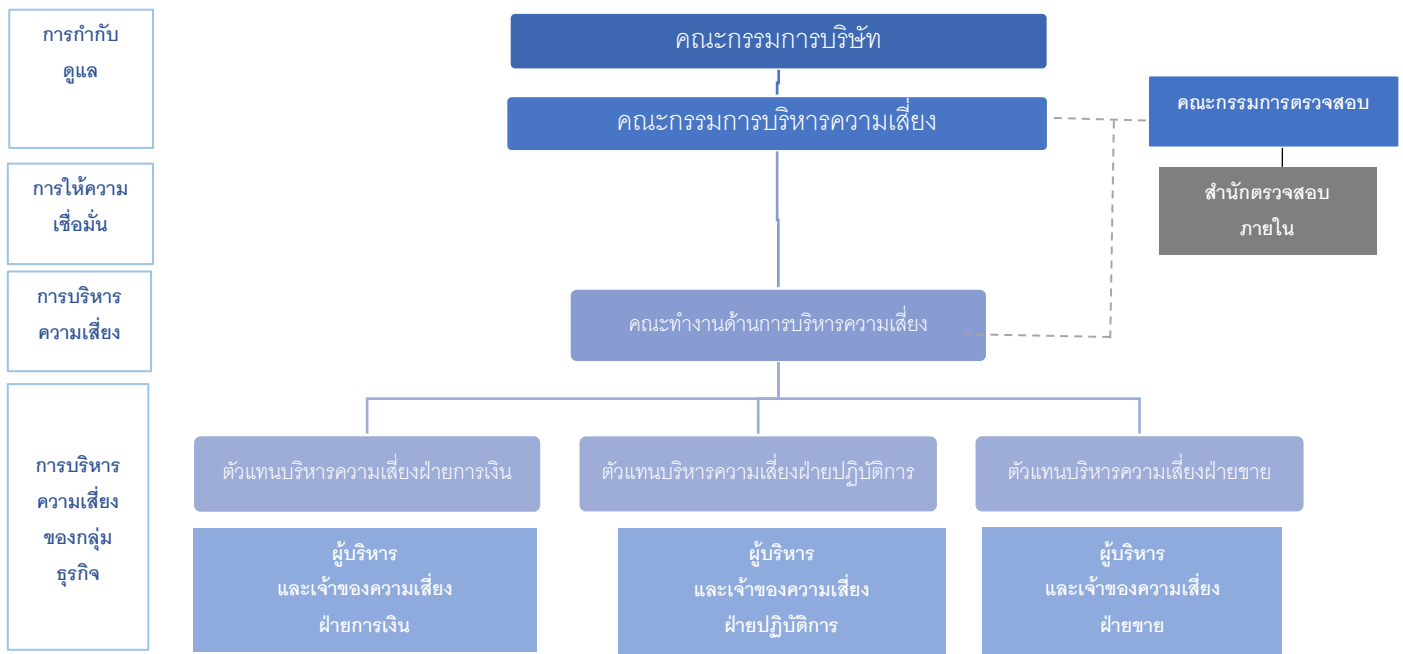 การกำกับ
ดูแล
คณะกรรมการบริษัท
คณะกรรมการบริหารความเสี่ยง
คณะกรรมการตรวจสอบ
สำนักตรวจสอบ
ภายใน
การให้ความ
เชื่อมั่น
การบริหาร
ความเสี่ยง
คณะทำงานด้านการบริหารความเสี่ยง
การบริหาร
ความเสี่ยง
ของกลุ่ม
ธุรกิจ
ตัวแทนบริหารความเสี่ยงฝ่ายการเงิน
ตัวแทนบริหารความเสี่ยงฝ่ายปฏิบัติการ
ตัวแทนบริหารความเสี่ยงฝ่ายขาย
ผู้บริหาร
และเจ้าของความเสี่ยง
ฝ่ายการเงิน
ผู้บริหาร
และเจ้าของความเสี่ยง
ฝ่ายปฏิบัติการ
ผู้บริหาร
และเจ้าของความเสี่ยง
ฝ่ายขาย